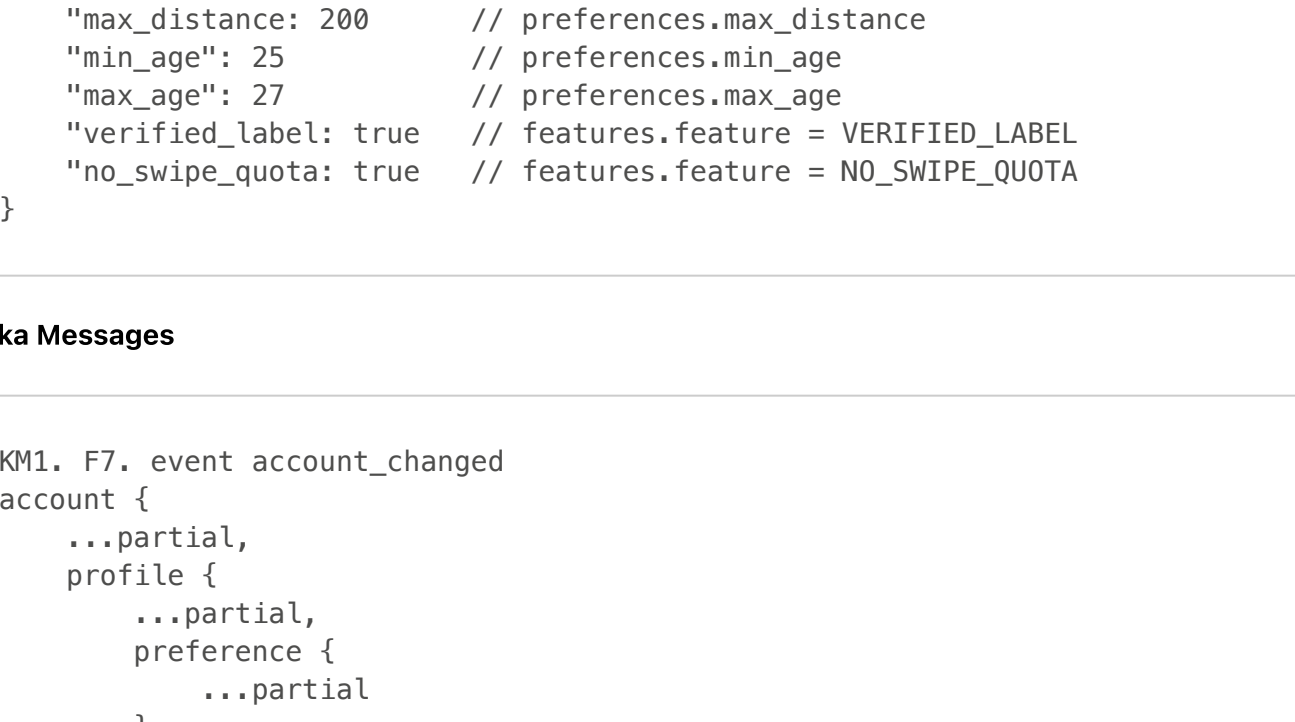 "max_distance: 200 // preferences.max_distance
"min_age": 25 // preferences.min_age
"max_age": 27 // preferences.max_age
"verified_label: true // features.feature = VERIFIED_LABEL
"no_swipe_quota: true // features.feature = NO_SWIPE_QUOTA
}
ka Messages
KM1. F7. event account_changed
account {
...partial,
profile {
...partial,
preference {
...partial
}